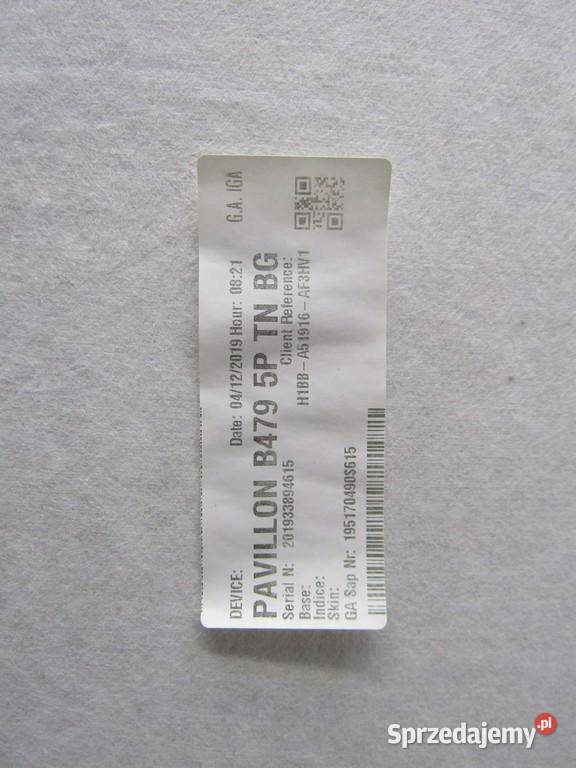 DEVICE: Date: 04/12/2019 Hour: 08:21 G.A. IGA
PAVILLON B479 5P TN BG
Serial N: 201933894615 Client Reference:
Base: H1BB-A51916-AF3HV1
Indice:
Skin:
GA Sap Nr: 195170490S615
Sprzedajemy.pl